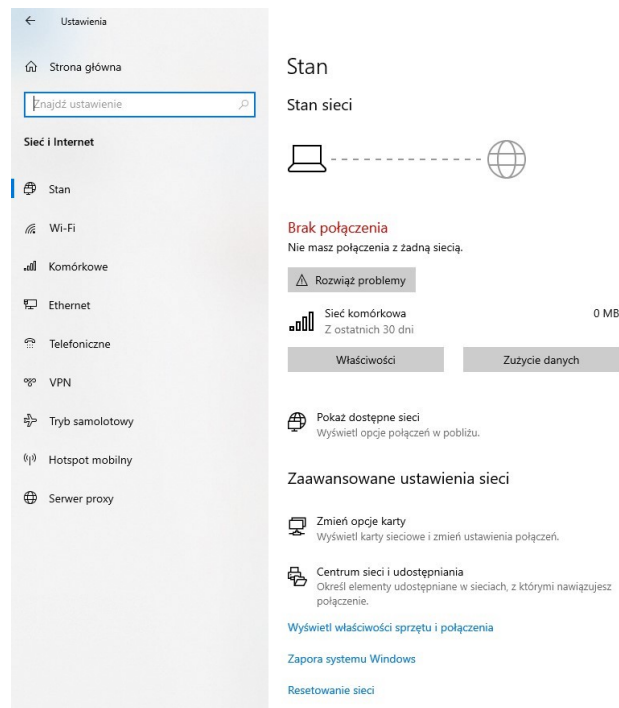 Ustawienia
Strona główna
Znajdź ustawienie
Sieć i Internet
Stan
Wi-Fi
Komórkowe
Ethernet
Telefoniczne
VPN
Tryb samolotowy
Hotspot mobilny
Serwer proxy
Stan
Stan sieci
Brak połączenia
Nie masz połączenia z żadną siecią.
Rozwiąż problemy
Sieć komórkowa 0 MB
Z ostatnich 30 dni
Właściwości Zużycie danych
Pokaż dostępne sieci
Wyświetl opcje połączeń w pobliżu.
Zaawansowane ustawienia sieci
Zmień opcje karty
Wyświetl karty sieciowe i zmień ustawienia połączeń.
Centrum sieci i udostępniania
Określ elementy udostępniane w sieciach, z którymi nawiązujesz
połączenie.
Wyświetl właściwości sprzętu i połączenia
Zapora systemu Windows
Resetowanie sieci